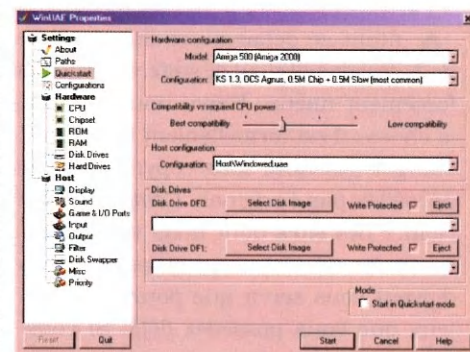 WinUAE Properties
Settings
About
Paths
Quickstart
Configurations
Hardware
CPU
Chipset
ROM
RAM
Disk Drives
Hard Drives
Host
Display
Sound
Game & I/O Ports
Input
Output
Filter
Disk Swapper
Misc
Priority
Hardware configuration
Model: Amiga 500 (Amiga 2000)
Configuration: KS 1.3, OCS Agnus, 0.5M Chip + 0.5M Slow (most common)
Compatibility vs required CPU power
Best compatibility Low compatibility
Host configuration
Configuration: Host\Windowed.uae
Disk Drives
Disk Drive DF0: Select Disk Image Write Protected Eject
Disk Drive DF1: Select Disk Image Write Protected Eject
Mode
Start in Quickstart mode
Reset Quit Start Cancel Help